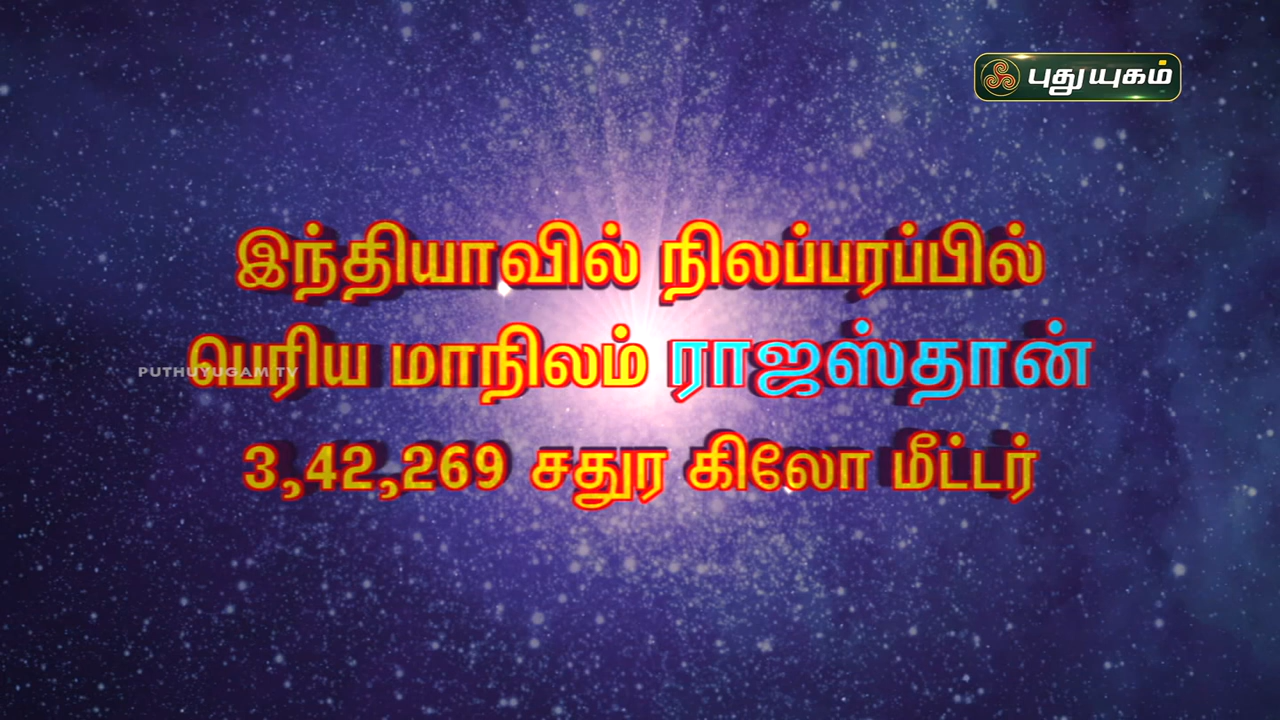 புதுயுகம்
இந்தியாவில் நிலப்பரப்பில்
பெரிய மாநிலம் ராஜஸ்தான்
PUTHUYUGAM TV
3,42,269 சதுர கிலோ மீட்டர்